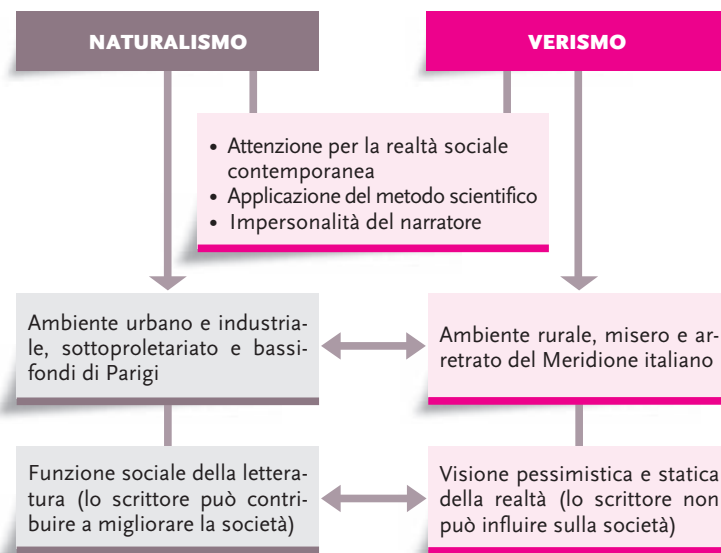 NATURALISMO
VERISMO
• Attenzione per la realtà sociale
contemporanea
• Applicazione del metodo scientifico
• Impersonalità del narratore
Ambiente urbano e industria-
le, sottoproletariato e bassi-
fondi di Parigi
Ambiente rurale, misero e ar-
retrato del Meridione italiano
Funzione sociale della lettera-
tura (lo scrittore può contri-
buire a migliorare la società)
Visione pessimistica e statica
della realtà (lo scrittore non
può influire sulla società)